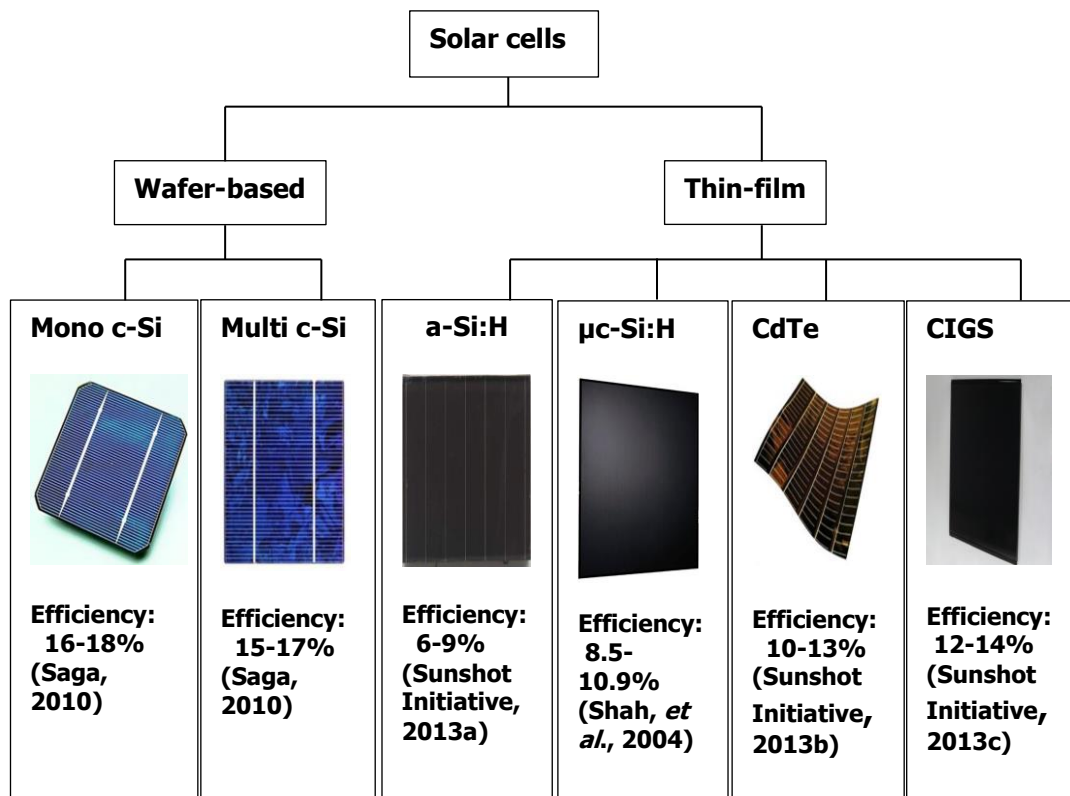 Solar cells
Wafer-based
Thin-film
Mono c-Si
Efficiency:
16-18%
(Saga,
2010)
Multi c-Si
Efficiency:
15-17%
(Saga,
2010)
a-Si:H
Efficiency:
6-9%
(Sunshot
Initiative,
2013a)
µc-Si:H
Efficiency:
8.5-
10.9%
(Shah, et
al., 2004)
CdTe
Efficiency:
10-13%
(Sunshot
Initiative,
2013b)
CIGS
Efficiency:
12-14%
(Sunshot
Initiative,
2013c)